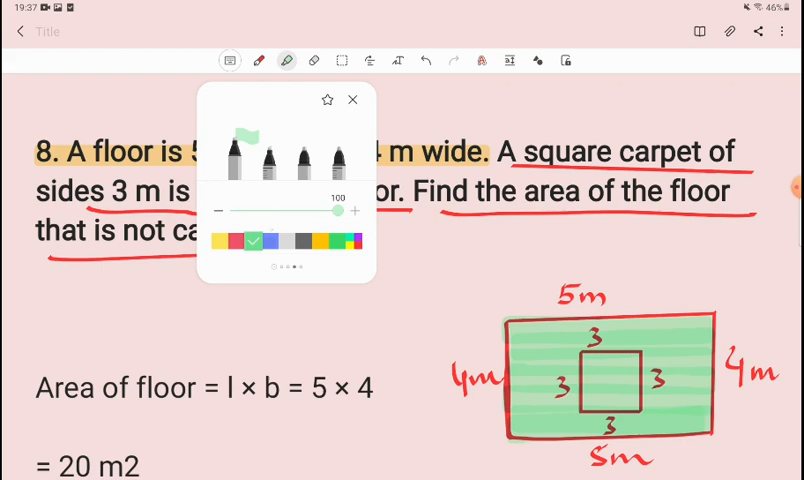 19:37 46%
Title
100
8. A floor is 5 4 m wide. A square carpet of
sides 3 m is or. Find the area of the floor
that is not ca
5m
3
4m 3 3 4m
3
5m
Area of floor = l × b = 5 × 4
= 20 m2